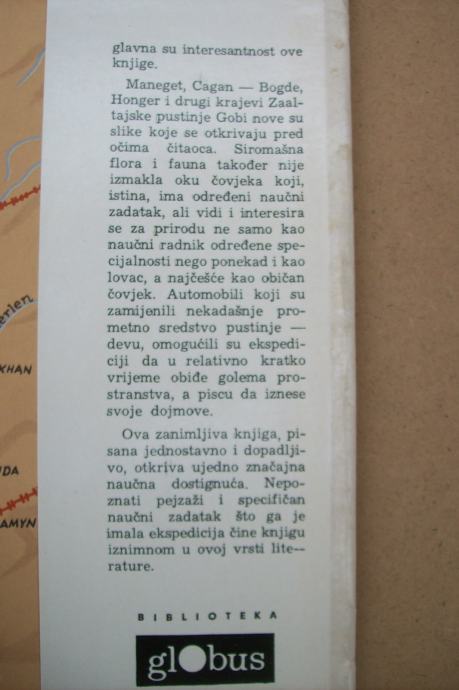 glavna su interesantnost ove
knjige.
Maneget, Cagan — Bogde,
Honger i drugi krajevi Zaal-
tajske pustinje Gobi nove su
slike koje se otkrivaju pred
očima čitaoca. Siromašna
flora i fauna također nije
izmakla oku čovjeka koji,
istina, ima određeni naučni
zadatak, ali vidi i interesira
se za prirodu ne samo kao
naučni radnik određene spe-
cijalnosti nego ponekad i kao
lovac, a najčešće kao običan
čovjek. Automobili koji su
zamijenili nekadašnje pro-
metno sredstvo pustinje —
devu, omogućili su ekspedi-
ciji da u relativno kratko
vrijeme obiđe golema pro-
stranstva, a piscu da iznese
svoje dojmove.
Ova zanimljiva knjiga, pi-
sana jednostavno i dopadlji-
vo, otkriva ujedno značajna
naučna dostignuća. Nepo-
znati pejzaži i specifičan
naučni zadatak što ga je
imala ekspedicija čine knjigu
iznimnom u ovoj vrsti lite--
rature.
BIBLIOTEKA
globus
erien
KHAN
DA
AMYN